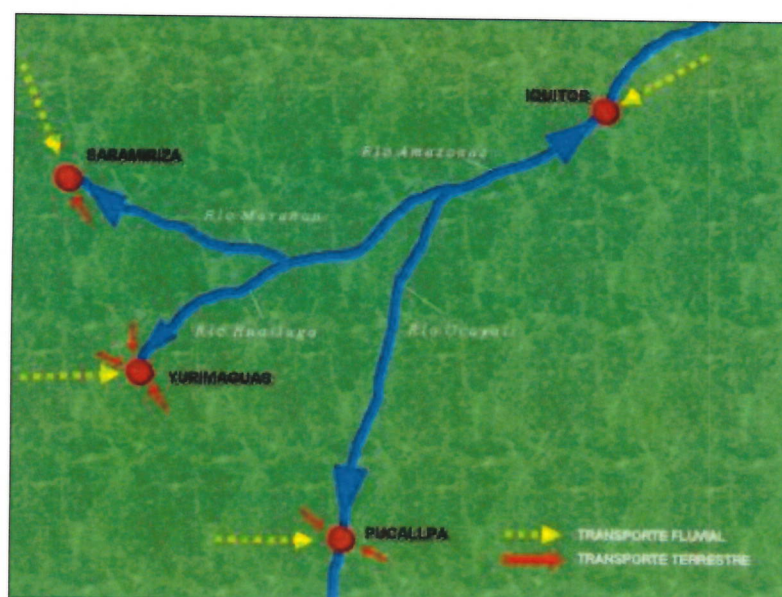 IQUITOS
SARAMIRIZA
Río Amazonas
Río Marañon
Río Huallaga
Río Ucayali
YURIMAGUAS
PUCALLPA
TRANSPORTE FLUVIAL
TRANSPORTE TERRESTRE